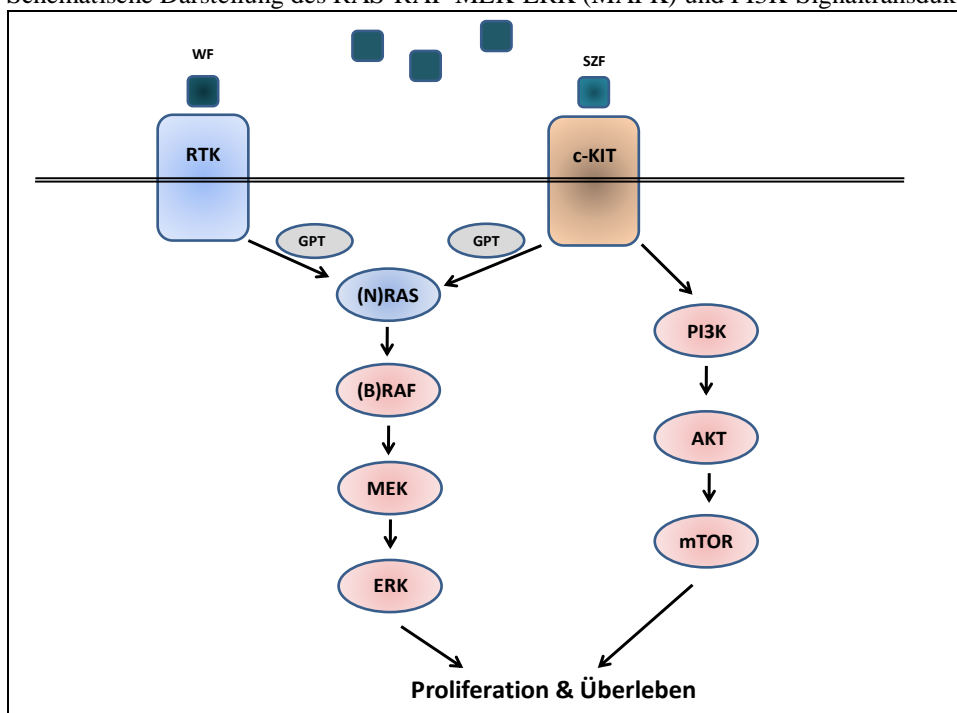 Schematische Darstellung des RAS-RAF-MEK-ERK (MAPK) und PI3K-Signaltransduk
WF
SZF
RTK
c-KIT
GPT
GPT
(N)RAS
PI3K
(B)RAF
AKT
MEK
mTOR
ERK
Proliferation & Überleben